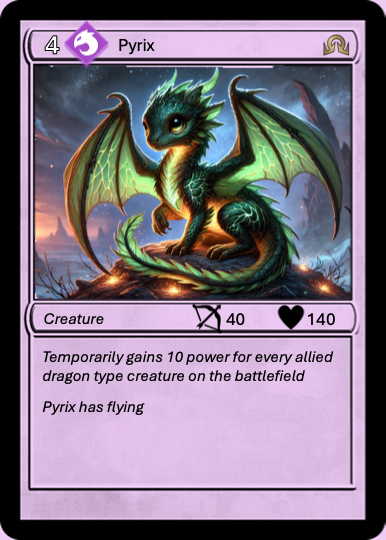 4 Pyrix
Creature 40 140
Temporarily gains 10 power for every allied
dragon type creature on the battlefield
Pyrix has flying